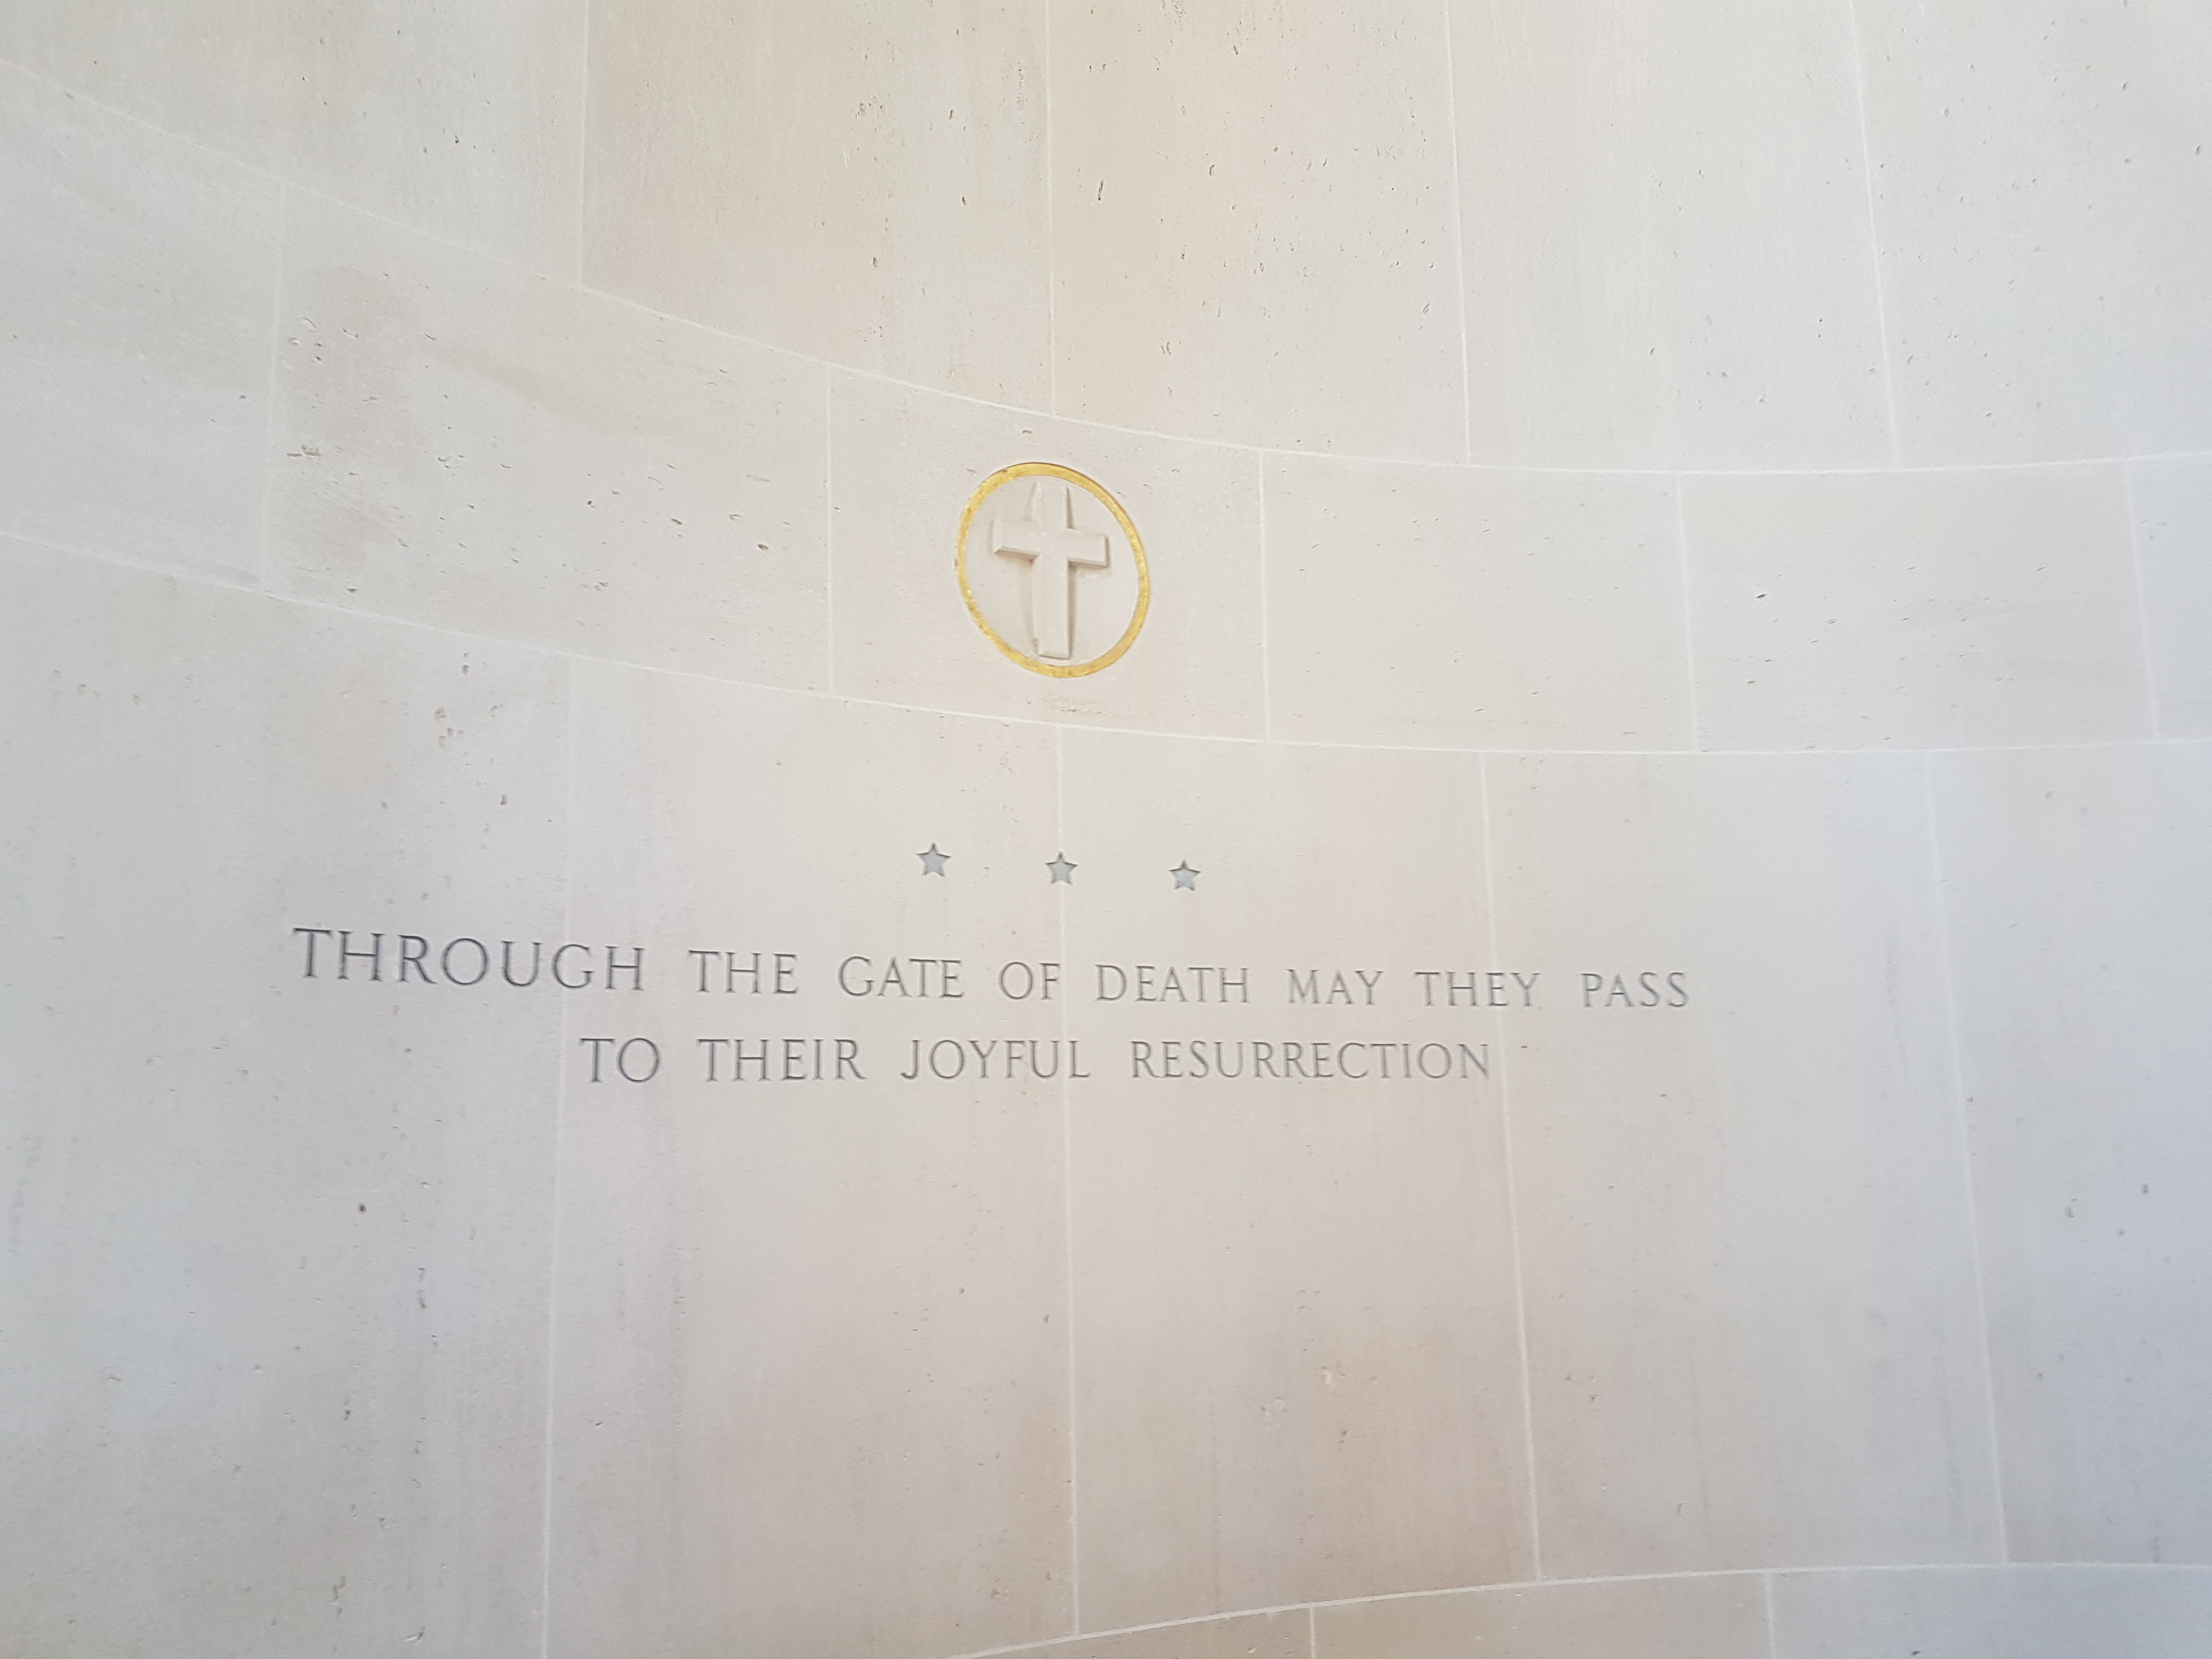 THROUGH THE GATE OF DEATH MAY THEY PASS
TO THEIR JOYFUL RESURRECTION